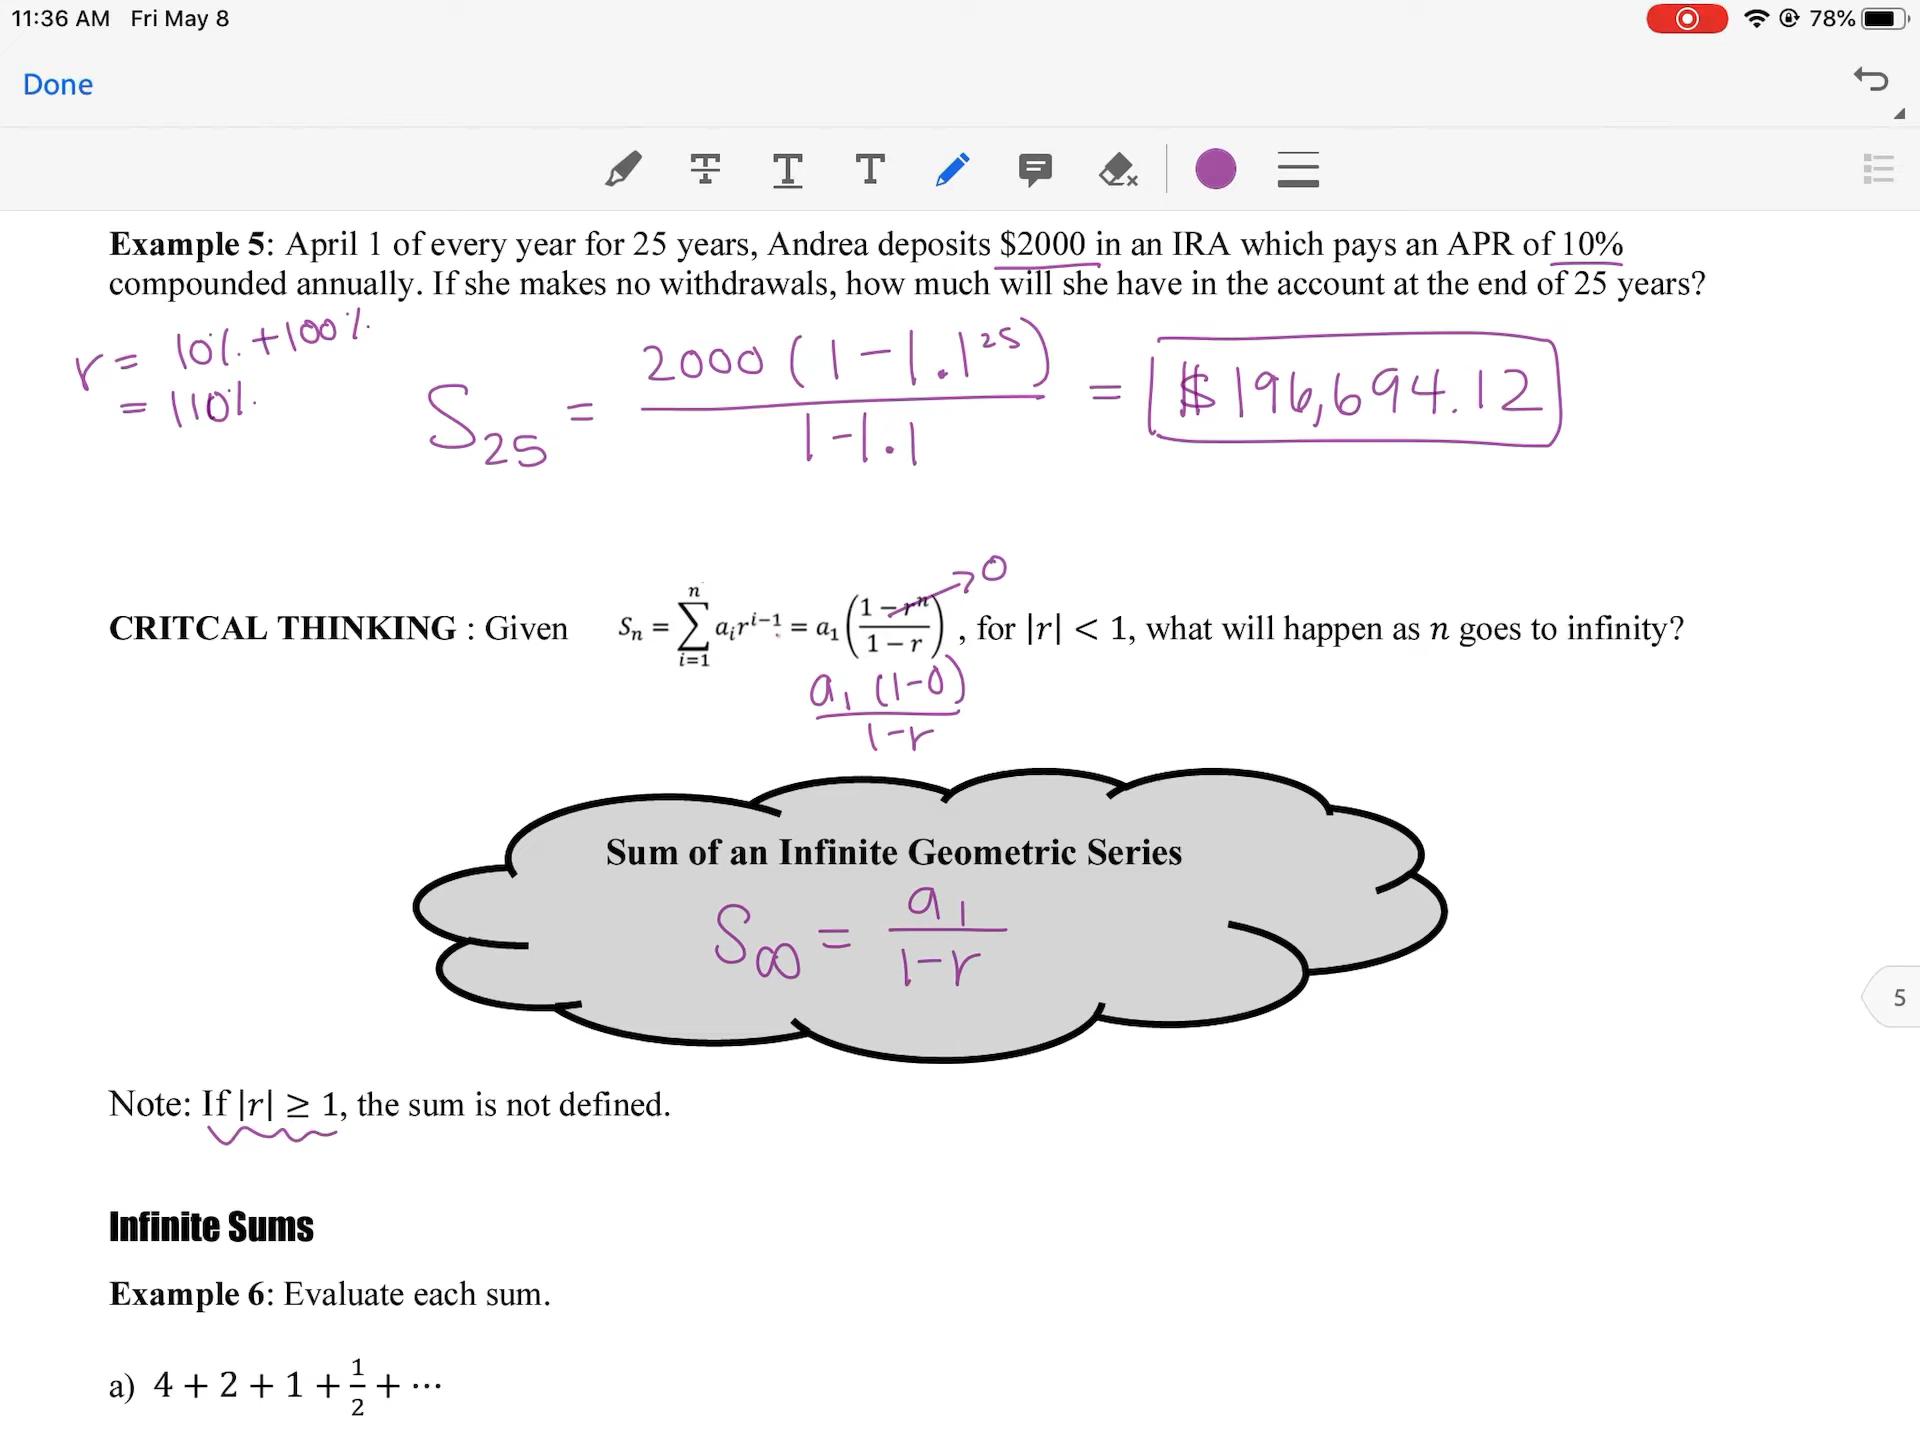 11:36 AM Fri May 8
78%
Done
Example 5: April 1 of every year for 25 years, Andrea deposits $2000 in an IRA which pays an APR of 10%
compounded annually. If she makes no withdrawals, how much will she have in the account at the end of 25 years?
r = 10% + 100%
= 110%
S₂₅ = 2000 (1 - 1.1²⁵) / 1 - 1.1 = $196,694.12
→ 0
CRITCAL THINKING : Given Sₙ = ∑ⁿᵢ₌₁ aᵢrⁱ⁻¹ = a₁ ((1 − rⁿ) / (1 − r)) , for |r| < 1, what will happen as n goes to infinity?
a₁ (1-0) / 1-r
Sum of an Infinite Geometric Series
S∞ = a₁ / 1-r
5
Note: If |r| ≥ 1, the sum is not defined.
Infinite Sums
Example 6: Evaluate each sum.
a) 4 + 2 + 1 + 1/2 + ⋯